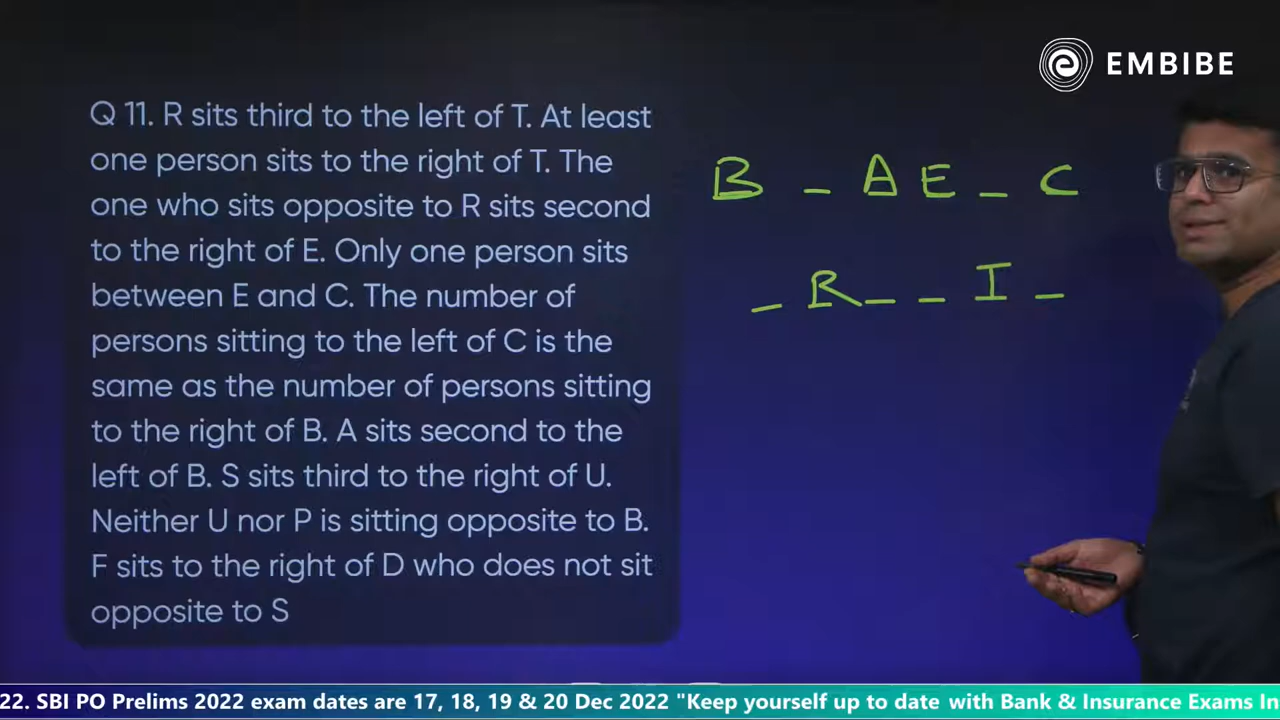 EMBIBE
Q 11. R sits third to the left of T. At least
one person sits to the right of T. The
one who sits opposite to R sits second
to the right of E. Only one person sits
between E and C. The number of
persons sitting to the left of C is the
same as the number of persons sitting
to the right of B. A sits second to the
left of B. S sits third to the right of U.
Neither U nor P is sitting opposite to B.
F sits to the right of D who does not sit
opposite to S
B _ A E _ C
_ R _ _ I _
22. SBI PO Prelims 2022 exam dates are 17, 18, 19 & 20 Dec 2022 "Keep yourself up to date with Bank & Insurance Exams In